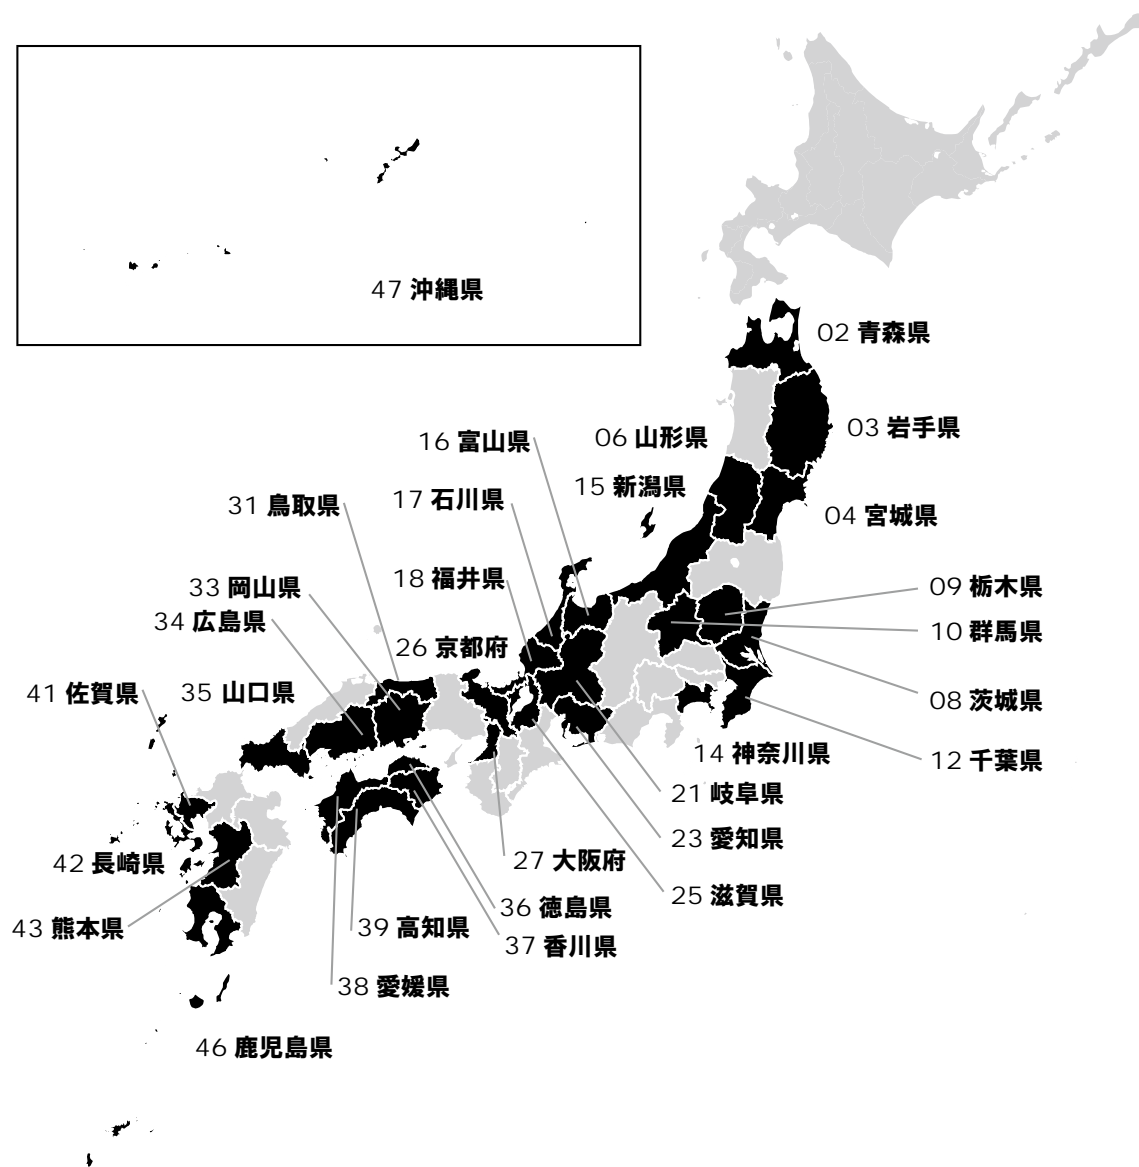 47 沖縄県
02 青森県
03 岩手県
16 富山県
06 山形県
15 新潟県
17 石川県
31 鳥取県
04 宮城県
18 福井県
33 岡山県
09 栃木県
34 広島県
10 群馬県
26 京都府
41 佐賀県
35 山口県
08 茨城県
14 神奈川県
12 千葉県
21 岐阜県
23 愛知県
42 長崎県
27 大阪府
25 滋賀県
36 徳島県
43 熊本県
39 高知県
37 香川県
38 愛媛県
46 鹿児島県